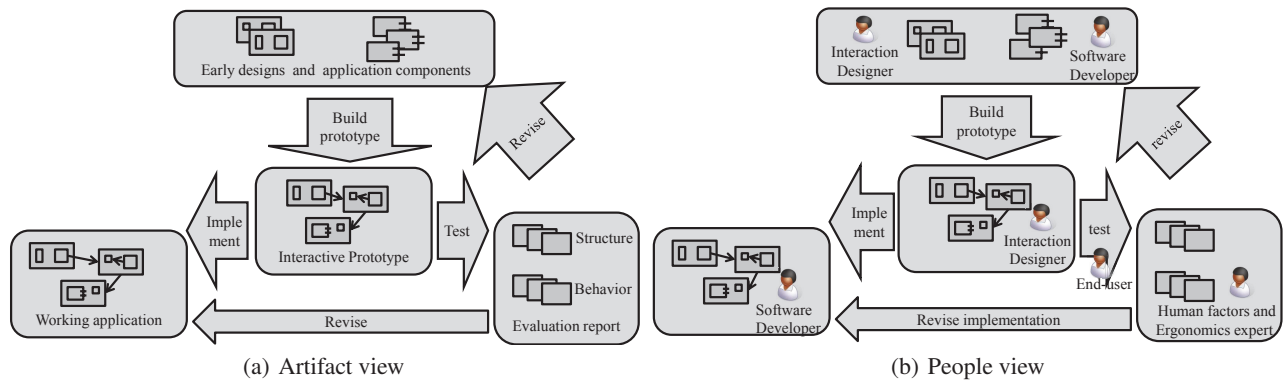 Early designs and application components
Build
prototype
Revise
Imple
ment
Interactive Prototype
Test
Structure
Behavior
Evaluation report
Working application
Revise
(a) Artifact view
Interaction
Designer
Software
Developer
Build
prototype
revise
Imple
ment
Interaction
Designer
test
End-user
Software
Developer
Human factors and
Ergonomics expert
Revise implementation
(b) People view